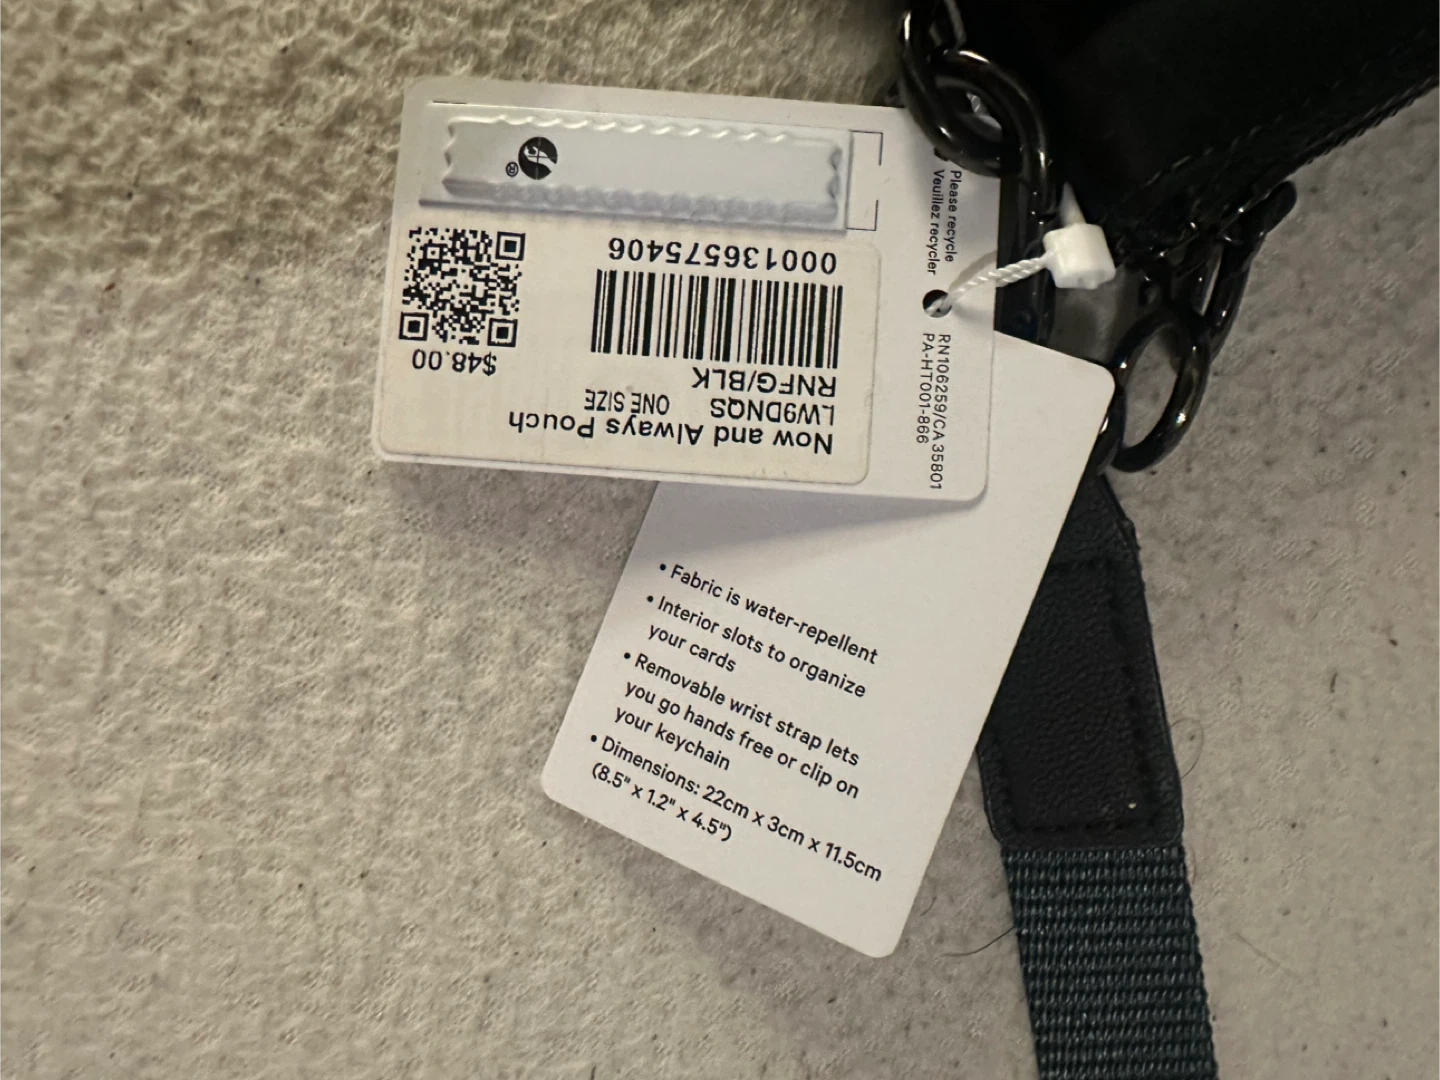 Now and Always Pouch
LW9DNQS ONE SIZE
RNFG/BLK
$48.00
000136575406
®
Please recycle
Veuillez recycler
RN106259/CA 35801
PA-HT001-866
• Fabric is water-repellent
• Interior slots to organize
your cards
• Removable wrist strap lets
you go hands free or clip on
your keychain
• Dimensions: 22cm x 3cm x 11.5cm
(8.5" x 1.2" x 4.5")